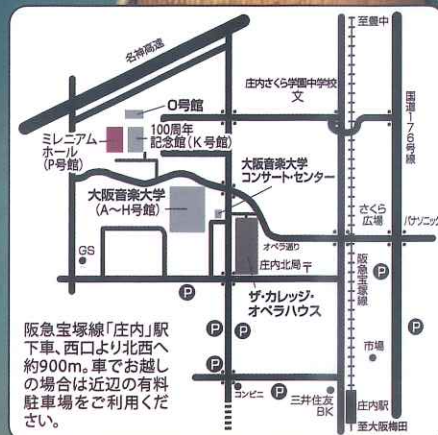 至豊中
名神高速
国道176号線
庄内さくら学園中学校
文
O号館
100周年
記念館(K号館)
ミレニアム
ホール
(P号館)
大阪音楽大学
コンサート・センター
大阪音楽大学
(A〜H号館)
さくら
広場
パナソニック
GS
オペラ通り
庄内北局〒
阪急宝塚線
P
ザ・カレッジ・
オペラハウス
P
P
P
P
P
市場
阪急宝塚線「庄内」駅
下車、西口より北西へ
約900m。車でお越し
の場合は近辺の有料
駐車場をご利用くだ
さい。
コンビニ
P
三井住友
BK
庄内駅
至大阪梅田